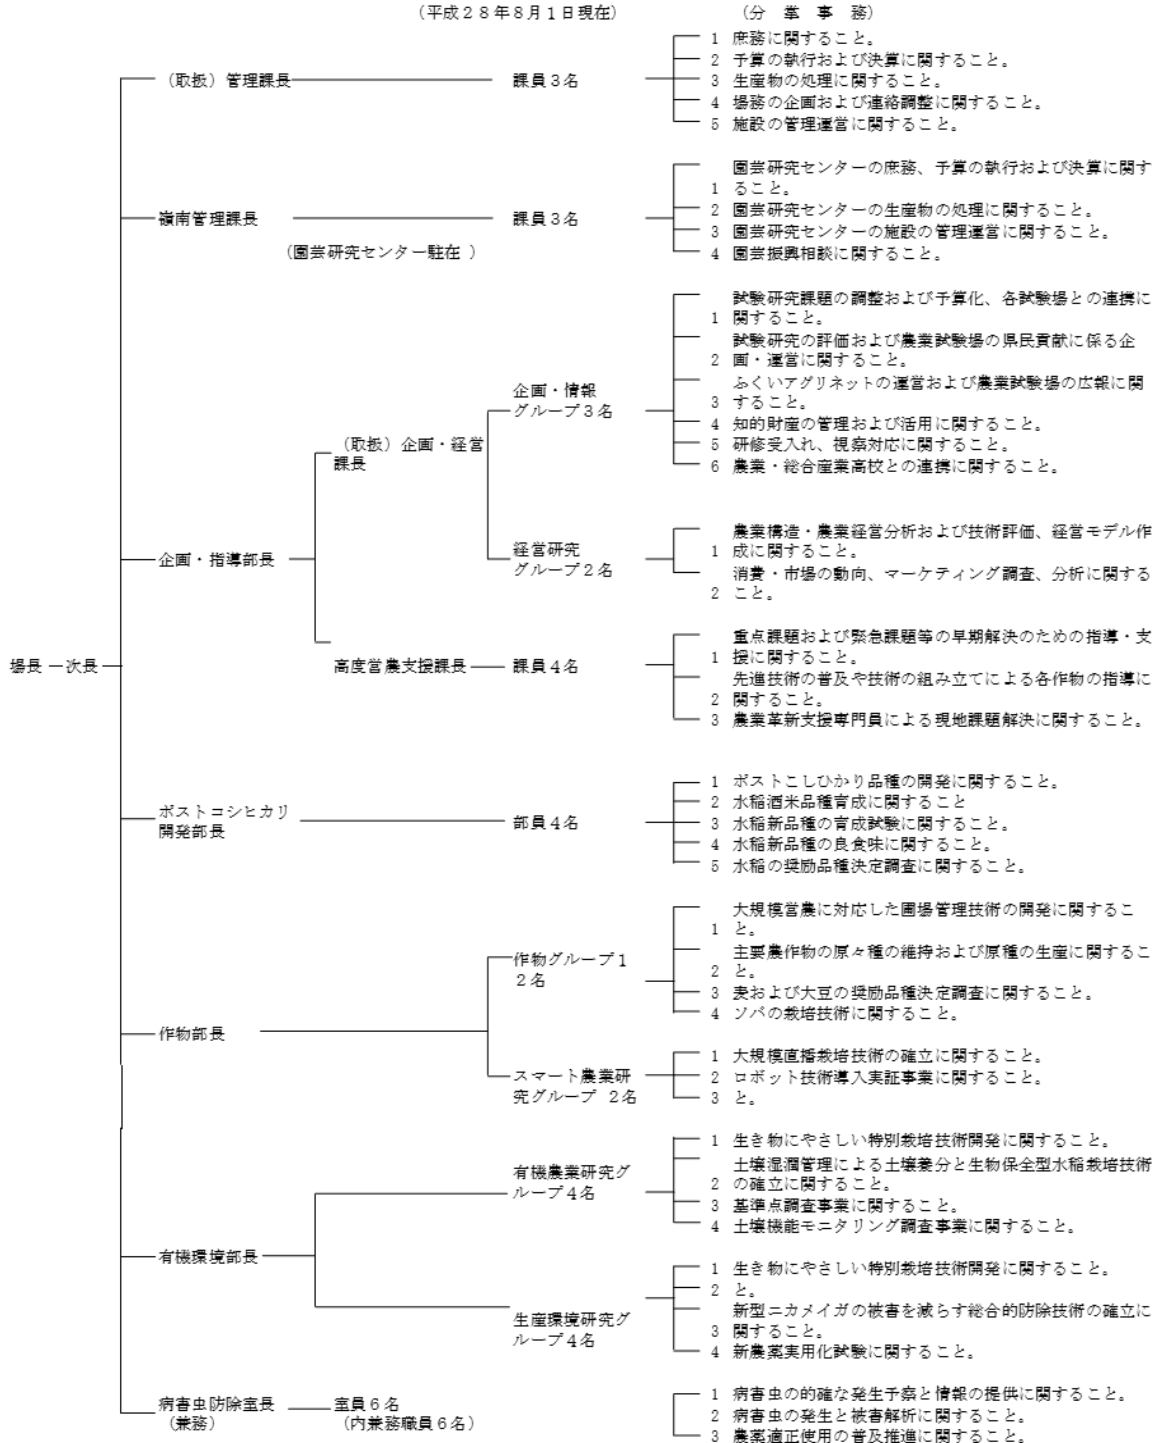 (平成２８年８月１日現在)
(分 掌 事 務)
(取扱) 管理課長
課員３名
1 庶務に関すること。
2 予算の執行および決算に関すること。
3 生産物の処理に関すること。
4 場務の企画および連絡調整に関すること。
5 施設の管理運営に関すること。
嶺南管理課長
(園芸研究センター駐在 )
課員３名
園芸研究センターの庶務、予算の執行および決算に関す
1 ること。
2 園芸研究センターの生産物の処理に関すること。
3 園芸研究センターの施設の管理運営に関すること。
4 園芸振興相談に関すること。
場長
次長
企画・指導部長
(取扱) 企画・経営
課長
企画・情報
グループ３名
試験研究課題の調整および予算化、各試験場との連携に
1 関すること。
試験研究の評価および農業試験場の県民貢献に係る企
2 画・運営に関すること。
ふくいアグリネットの運営および農業試験場の広報に関
3 すること。
4 知的財産の管理および活用に関すること。
5 研修受入れ、視察対応に関すること。
6 農業・総合産業高校との連携に関すること。
経営研究
グループ２名
農業構造・農業経営分析および技術評価、経営モデル作
1 成に関すること。
消費・市場の動向、マーケティング調査、分析に関する
2 こと。
高度営農支援課長
課員４名
重点課題および緊急課題等の早期解決のための指導・支
1 援に関すること。
先進技術の普及や技術の組み立てによる各作物の指導に
2 関すること。
3 農業革新支援専門員による現地課題解決に関すること。
ポストコシヒカリ
開発部長
部員４名
1 ポストこしひかり品種の開発に関すること。
2 水稲酒米品種育成に関すること
3 水稲新品種の育成試験に関すること。
4 水稲新品種の良食味に関すること。
5 水稲の奨励品種決定調査に関すること。
作物部長
作物グループ１
２名
大規模営農に対応した圃場管理技術の開発に関するこ
1 と。
主要農作物の原々種の維持および原種の生産に関するこ
2 と。
3 麦および大豆の奨励品種決定調査に関すること。
4 ソバの栽培技術に関すること。
スマート農業研
究グループ ２名
1 大規模直播栽培技術の確立に関すること。
2 ロボット技術導入実証事業に関すること。
3 と。
有機環境部長
有機農業研究グ
ループ４名
1 生き物にやさしい特別栽培技術開発に関すること。
土壌湿潤管理による土壌養分と生物保全型水稲栽培技術
2 の確立に関すること。
3 基準点調査事業に関すること。
4 土壌機能モニタリング調査事業に関すること。
生産環境研究グ
ループ４名
1 生き物にやさしい特別栽培技術開発に関すること。
2 と。
新型ニカメイガの被害を減らす総合的防除技術の確立に
3 関すること。
4 新農薬実用化試験に関すること。
病害虫防除室長
(兼務)
室員６名
(内兼務職員６名)
1 病害虫の的確な発生予察と情報の提供に関すること。
2 病害虫の発生と被害解析に関すること。
3 農薬適正使用の普及推進に関すること。